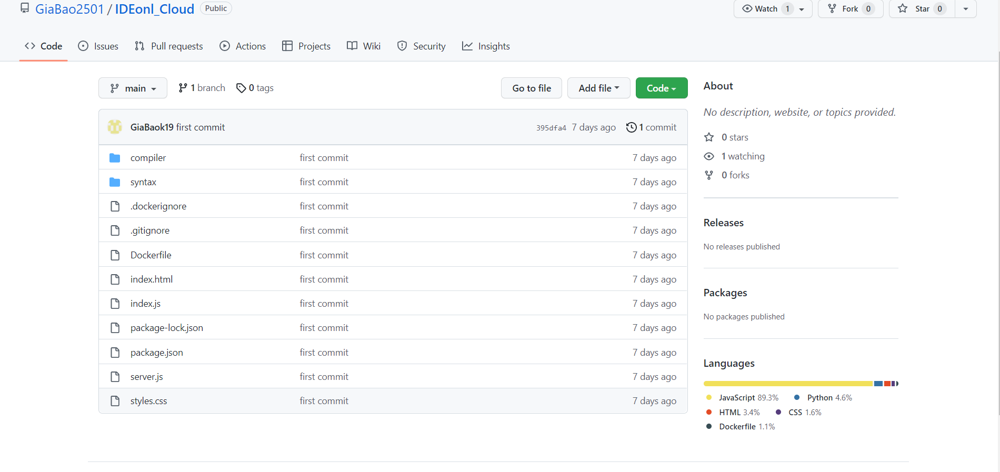 GiaBao2501 / IDEonl_Cloud Public Watch 1 Fork 0 Star 0
Code Issues Pull requests Actions Projects Wiki Security Insights
main 1 branch 0 tags Go to file Add file Code
GiaBaok19 first commit 395dfa4 7 days ago 1 commit
compiler first commit 7 days ago
syntax first commit 7 days ago
.dockerignore first commit 7 days ago
.gitignore first commit 7 days ago
Dockerfile first commit 7 days ago
index.html first commit 7 days ago
index.js first commit 7 days ago
package-lock.json first commit 7 days ago
package.json first commit 7 days ago
server.js first commit 7 days ago
styles.css first commit 7 days ago
About
No description, website, or topics provided.
0 stars
1 watching
0 forks
Releases
No releases published
Packages
No packages published
Languages
JavaScript 89.3% Python 4.6%
HTML 3.4% CSS 1.6%
Dockerfile 1.1%